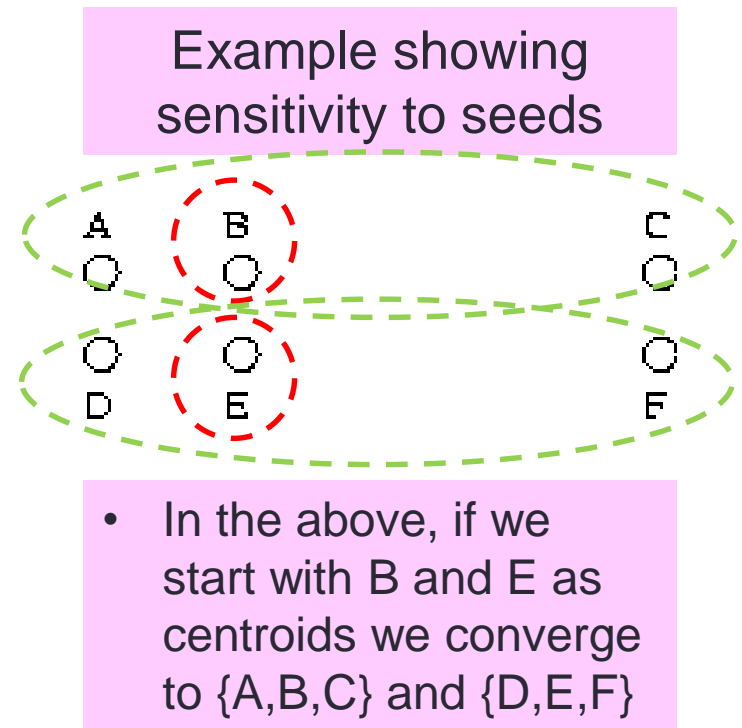 Example showing
sensitivity to seeds
A B C
D E F
• In the above, if we
start with B and E as
centroids we converge
to {A,B,C} and {D,E,F}